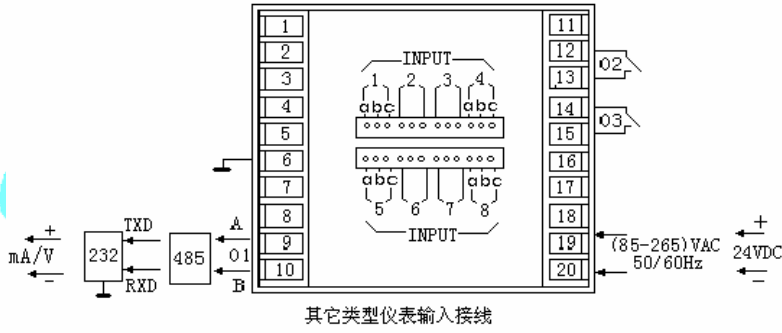 1 11
2 INPUT 12
O2
3 1 2 3 4 13
4 abc abc 14
O3
5 15
6 16
7 abc abc 17
TXD A 8 5 6 7 8 18 +
+ INPUT
mA/V 232 485 O1 9 19 (85-265)VAC 24VDC
- RXD B 10 20 50/60Hz -
其它类型仪表输入接线